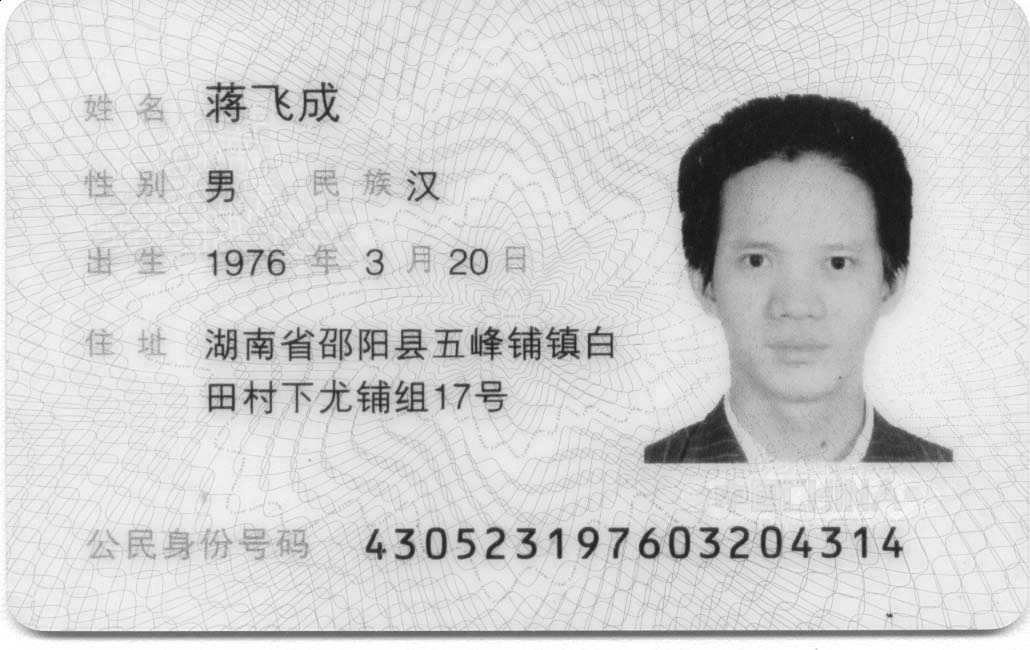 姓名 蒋飞成
性别 男 民族 汉
出生 1976 年 3 月 20 日
住址 湖南省邵阳县五峰铺镇白
田村下尤铺组17号
公民身份号码 430523197603204314